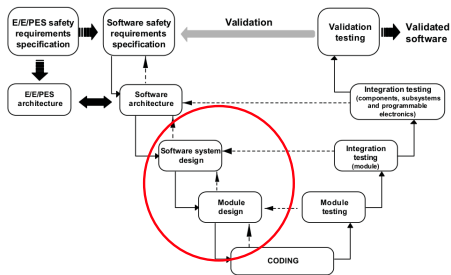 E/E/PES safety
requirements
specification
Software safety
requirements
specification
Validation
Validation
testing
Validated
software
E/E/PES
architecture
Software
architecture
Integration testing
(components, subsystems
and programmable
electronics)
Software system
design
Integration
testing
(module)
Module
design
Module
testing
CODING